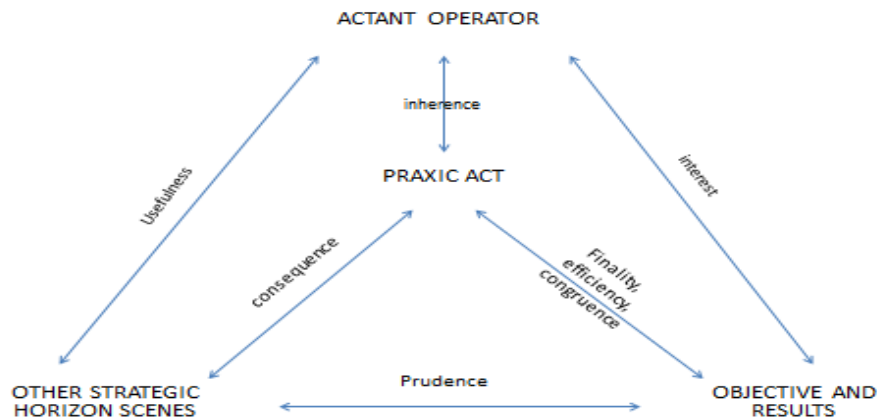 ACTANT OPERATOR
inherence
Usefulness
interest
PRAXIC ACT
consequence
Finality,
efficiency,
congruence
Prudence
OTHER STRATEGIC
HORIZON SCENES
OBJECTIVE AND
RESULTS